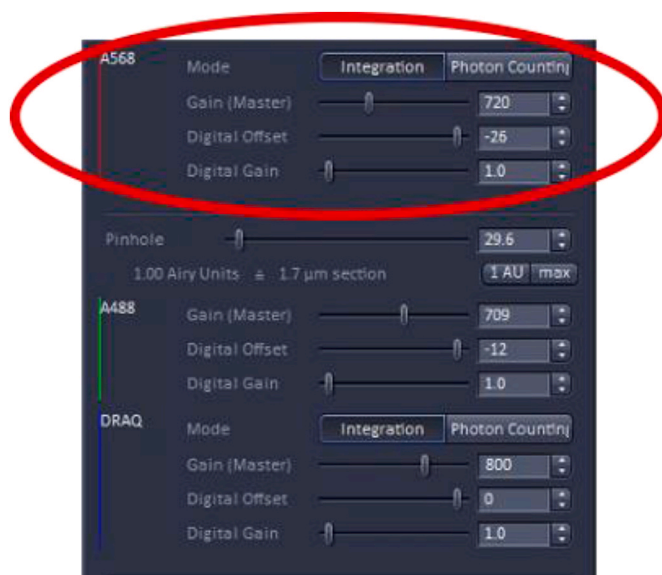 A568
Mode Integration Photon Counting
Gain (Master) 720
Digital Offset -26
Digital Gain 1.0
Pinhole 29.6
1.00 Airy Units ≙ 1.7 µm section 1 AU max
A488
Gain (Master) 709
Digital Offset -12
Digital Gain 1.0
DRAQ
Mode Integration Photon Counting
Gain (Master) 800
Digital Offset 0
Digital Gain 1.0